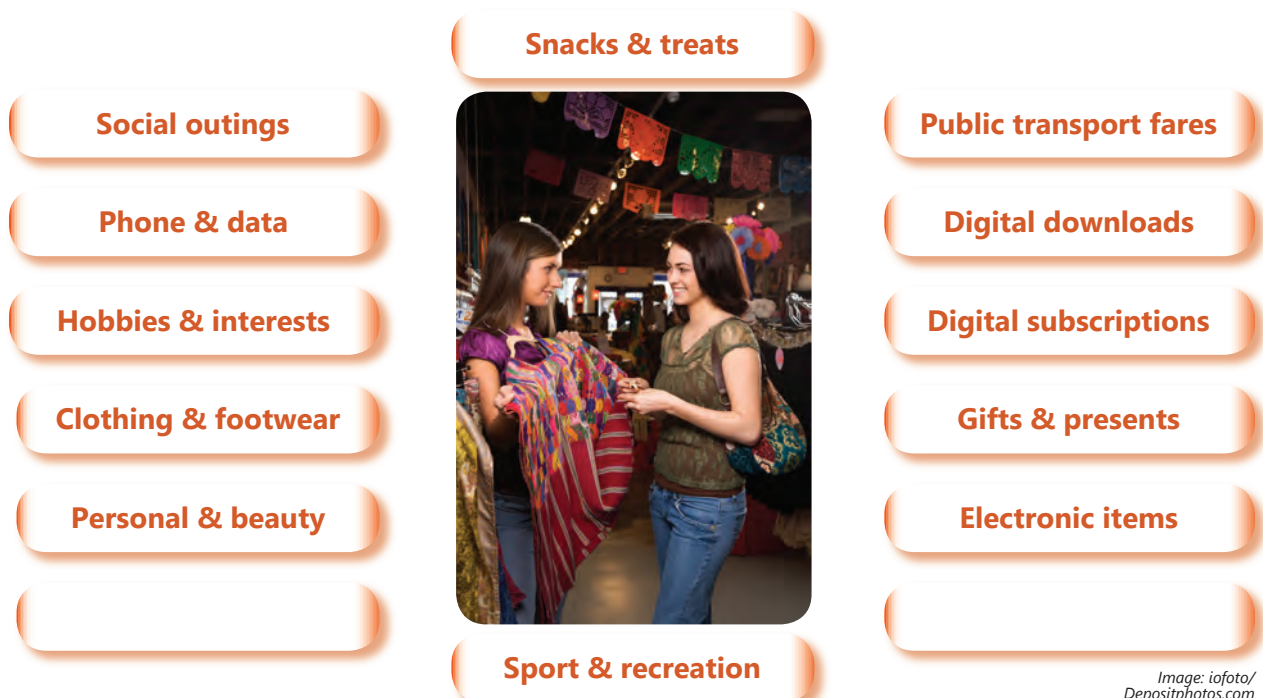 Snacks & treats
Social outings
Phone & data
Hobbies & interests
Clothing & footwear
Personal & beauty
Public transport fares
Digital downloads
Digital subscriptions
Gifts & presents
Electronic items
Sport & recreation
Image: iofoto/
Depositphotos.com